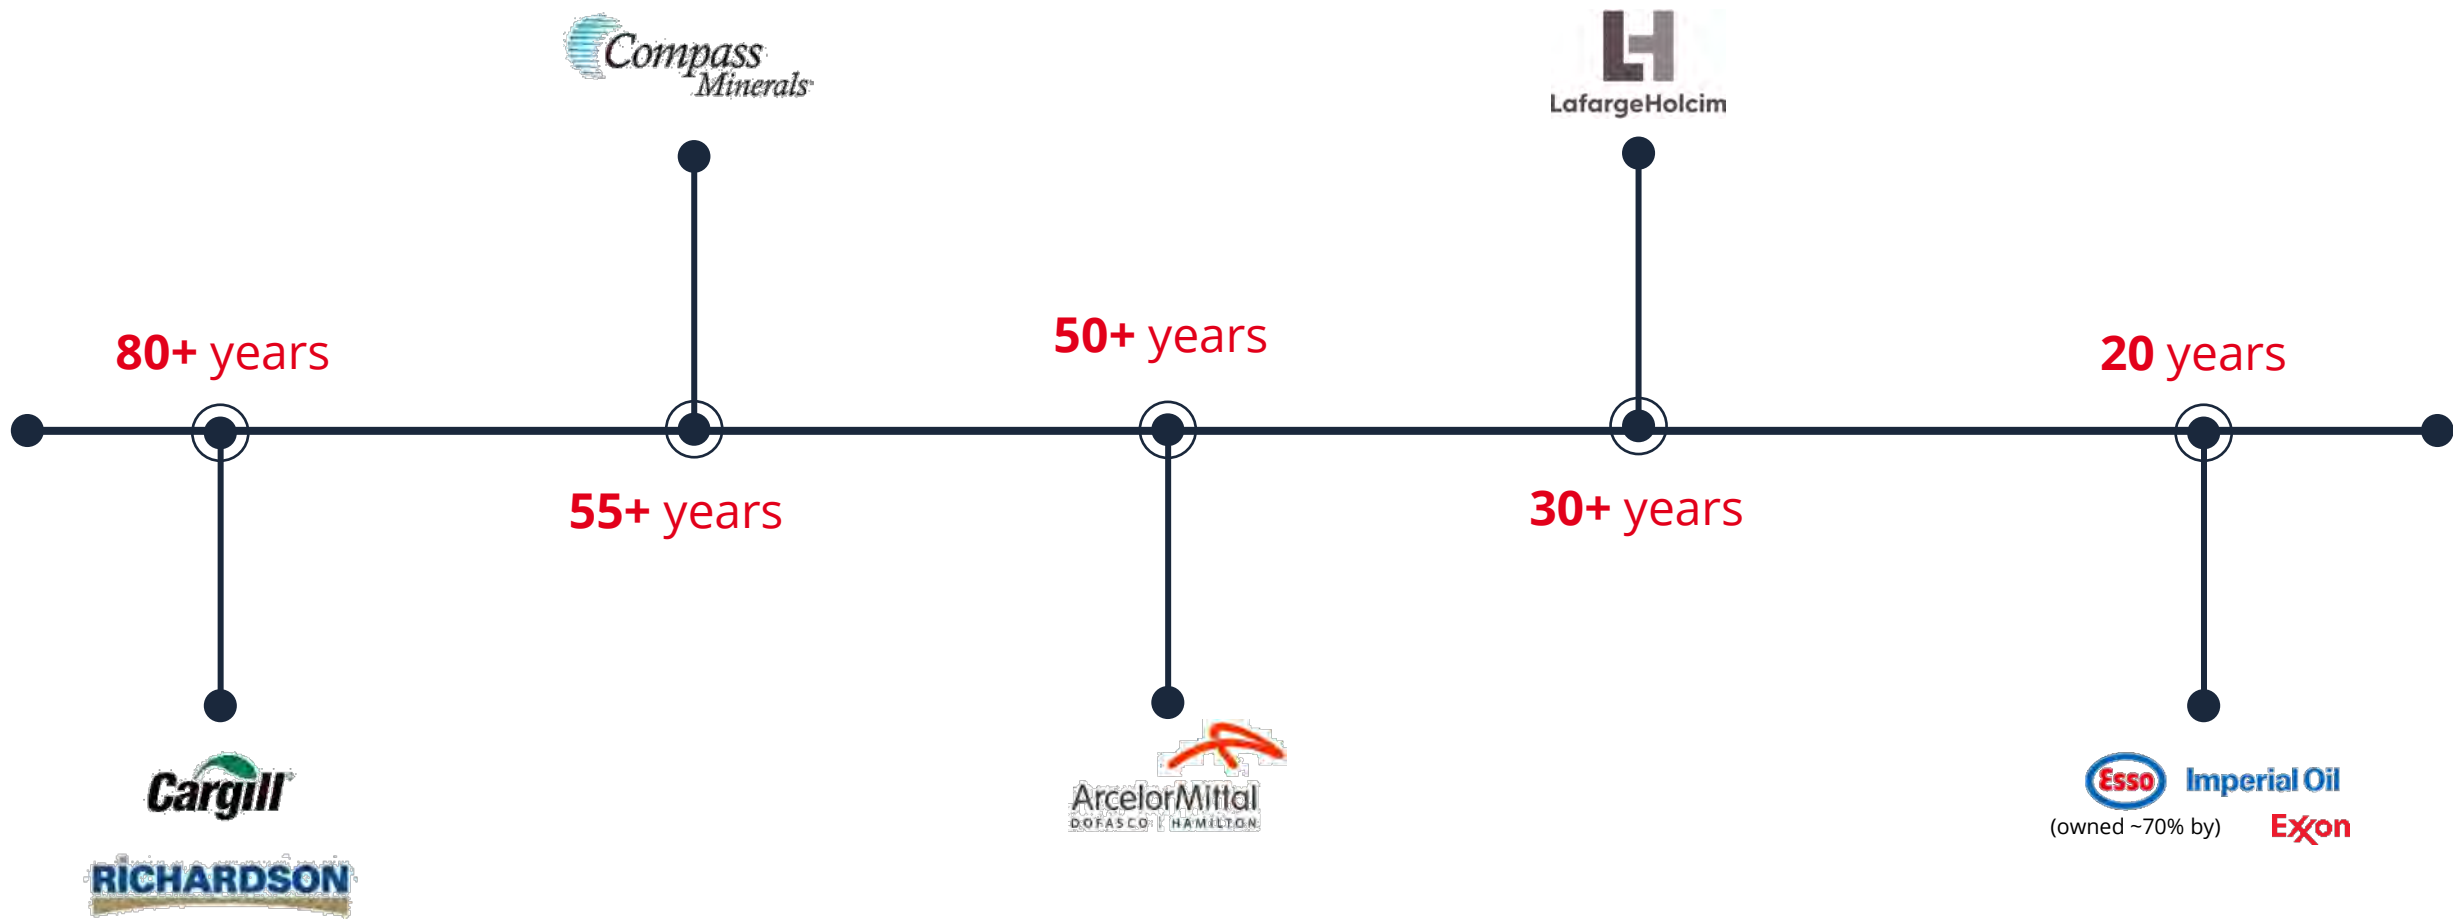 Compass
Minerals
LafargeHolcim
80+ years
50+ years
20 years
55+ years
30+ years
Cargill
RICHARDSON
ArcelorMittal
DOFASCO | HAMILTON
Esso Imperial Oil
(owned ~70% by) Exxon